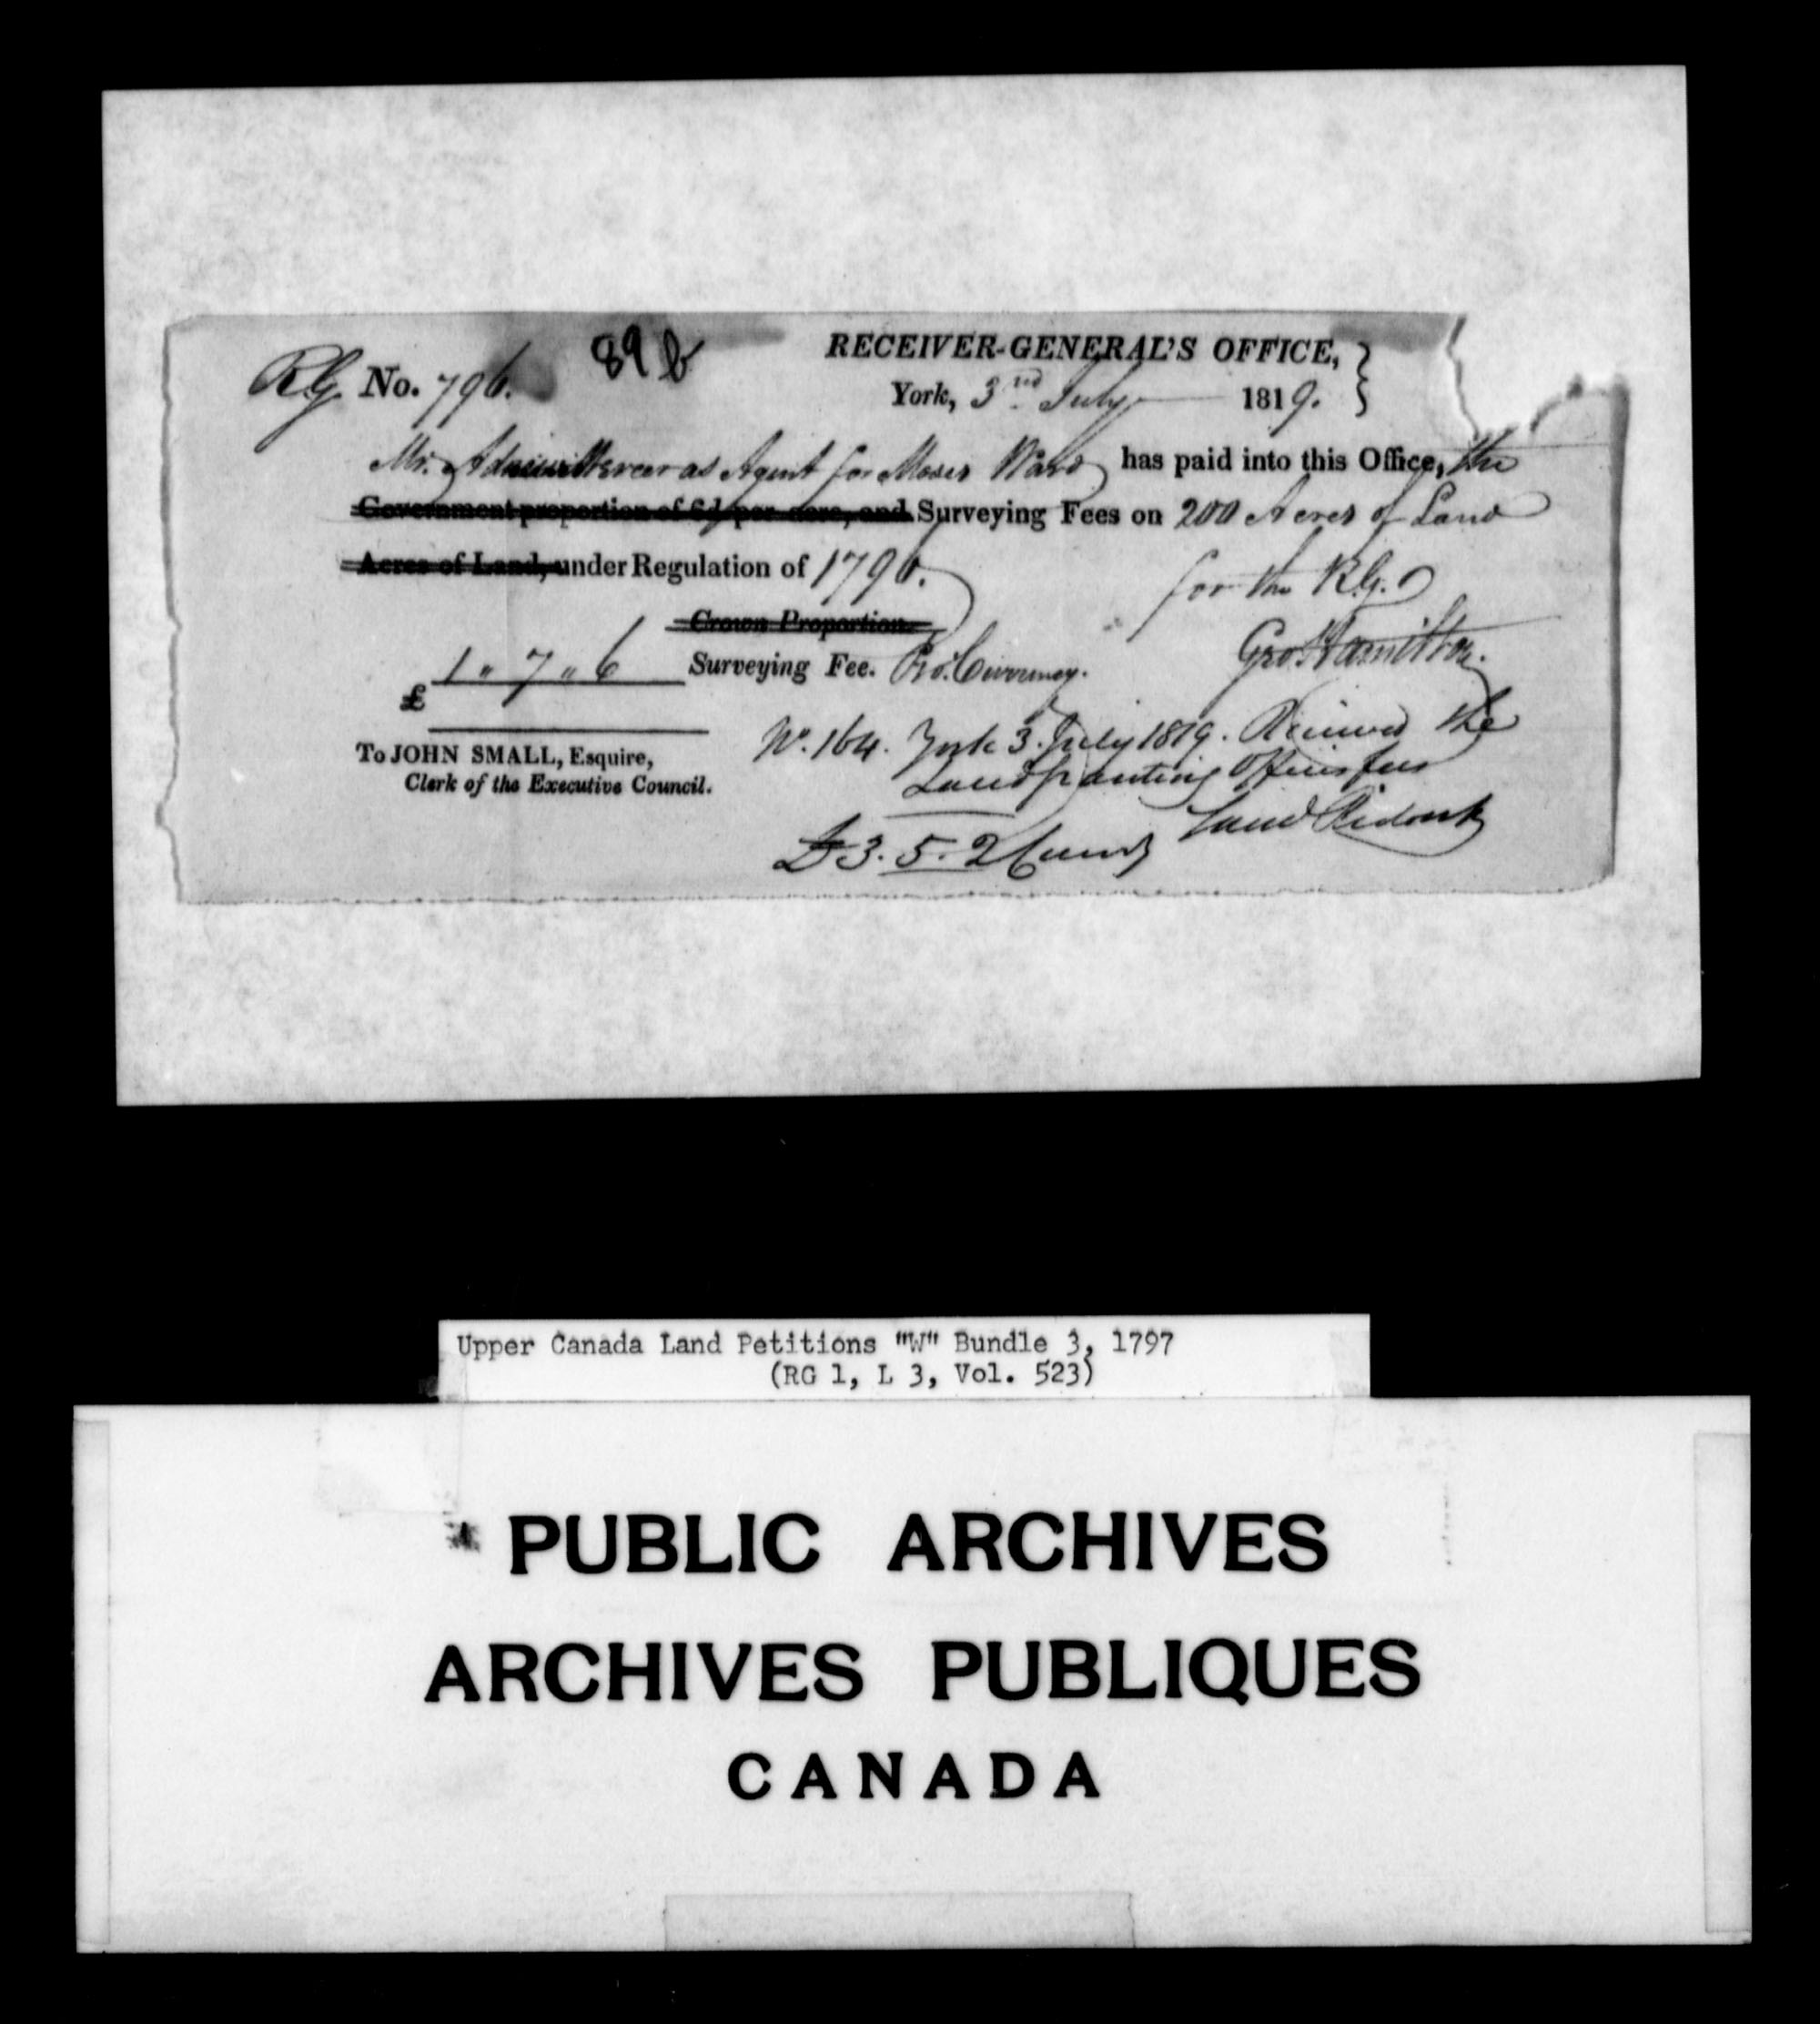 89b
RECEIVER-GENERAL'S OFFICE,
R.G. No. 796. York, 3rd July 1819.
Mr. as Agent for Moses Ward has paid into this Office, the
Government proportion of 6d per acre, and Surveying Fees on 200 Acres of Land
Acres of Land, under Regulation of 1796.
for the R.G.
Crown Proportion.
Geo Hamilton.
£ 1 " 7 " 6 Surveying Fee. Pro. Currency.
To JOHN SMALL, Esquire,
Clerk of the Executive Council.
No. 164. York 3. July 1819. Received the
Land granting Office fees
£3.5.2 Curry
Upper Canada Land Petitions "W" Bundle 3, 1797
(RG 1, L 3, Vol. 523)
PUBLIC ARCHIVES
ARCHIVES PUBLIQUES
CANADA